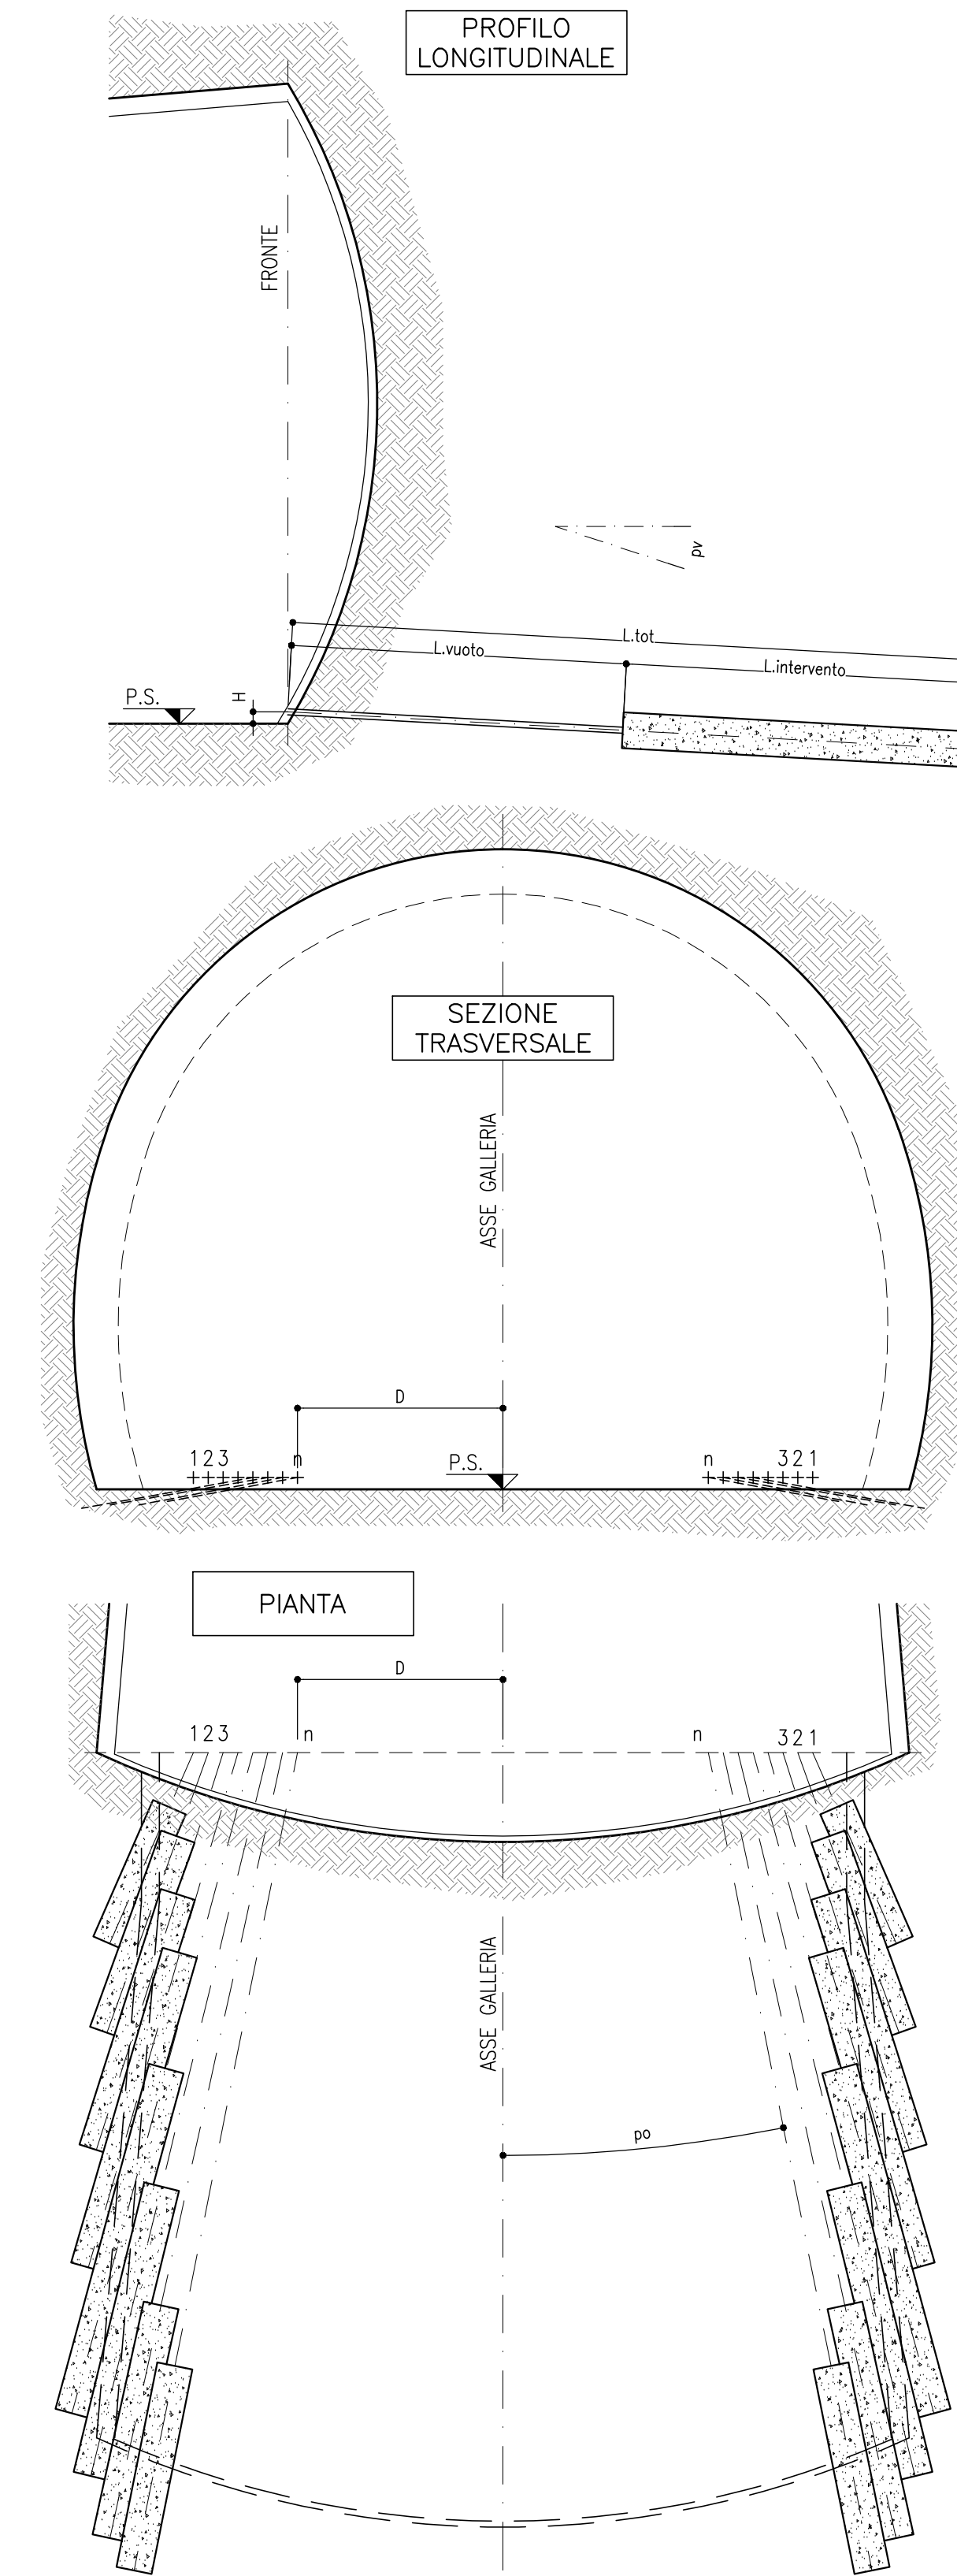 PROFILO
LONGITUDINALE
FRONTE
pv
L.tot
L.vuoto
L.intervento
P.S.
H
SEZIONE
TRASVERSALE
ASSE GALLERIA
D
1 2 3
n
P.S.
n
3 2 1
PIANTA
D
1 2 3
n
n
3 2 1
ASSE GALLERIA
po